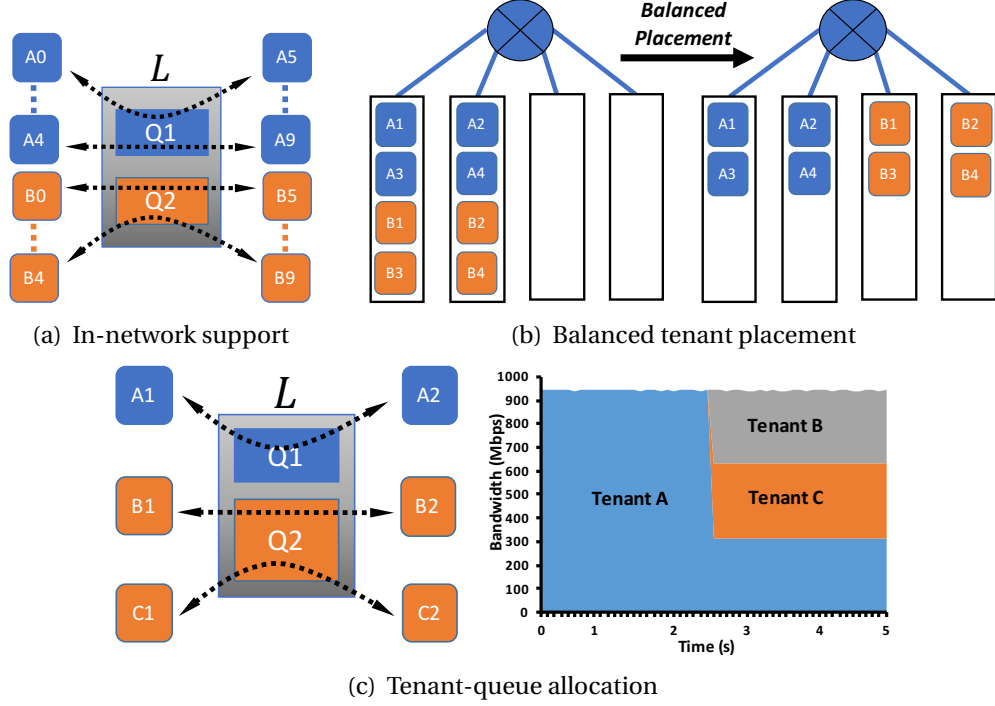 A0
A5
L
Q1
A4
A9
B0
B5
Q2
B4
B9
(a) In-network support
Balanced
Placement
A1
A2
A3
A4
B1
B2
B3
B4
A1
A2
B1
B2
A3
A4
B3
B4
(b) Balanced tenant placement
A1
A2
L
Q1
B1
B2
Q2
C1
C2
Bandwidth (Mbps)
1000
900
800
700
600
500
400
300
200
100
0
Tenant B
Tenant A
Tenant C
0 1 2 3 4 5
Time (s)
(c) Tenant-queue allocation